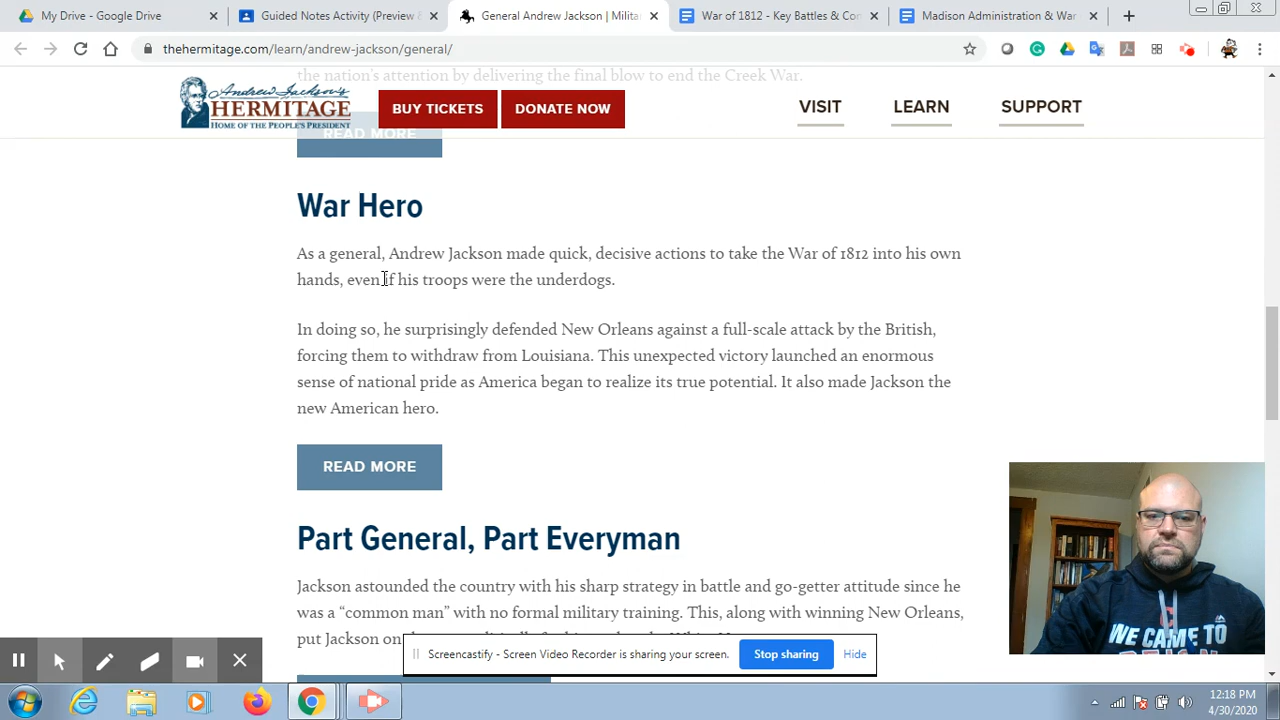 My Drive
Guided Notes Activity (Preview E
General Andrew Jackson | Milita
War of 1812 - Key Battles & Con
Madison Administration & War
thehermitage.com/learn/andrew-jackson/general/
the nation's attention by delivering the final blow to end the Creek War.
Andrew Jackson's
HERMITAGE
HOME OF THE PEOPLE'S PRESIDENT
BUY TICKETS
DONATE NOW
VISIT
LEARN
SUPPORT
READ MORE
War Hero
As a general, Andrew Jackson made quick, decisive actions to take the War of 1812 into his own
hands, even if his troops were the underdogs.
In doing so, he surprisingly defended New Orleans against a full-scale attack by the British,
forcing them to withdraw from Louisiana. This unexpected victory launched an enormous
sense of national pride as America began to realize its true potential. It also made Jackson the
new American hero.
READ MORE
Part General, Part Everyman
Jackson astounded the country with his sharp strategy in battle and go-getter attitude since he
was a “common man” with no formal military training. This, along with winning New Orleans,
put Jackson on
Screencastify - Screen Video Recorder is sharing your screen.
Stop sharing
Hide
WE CAME TO
12:18 PM
4/30/2020